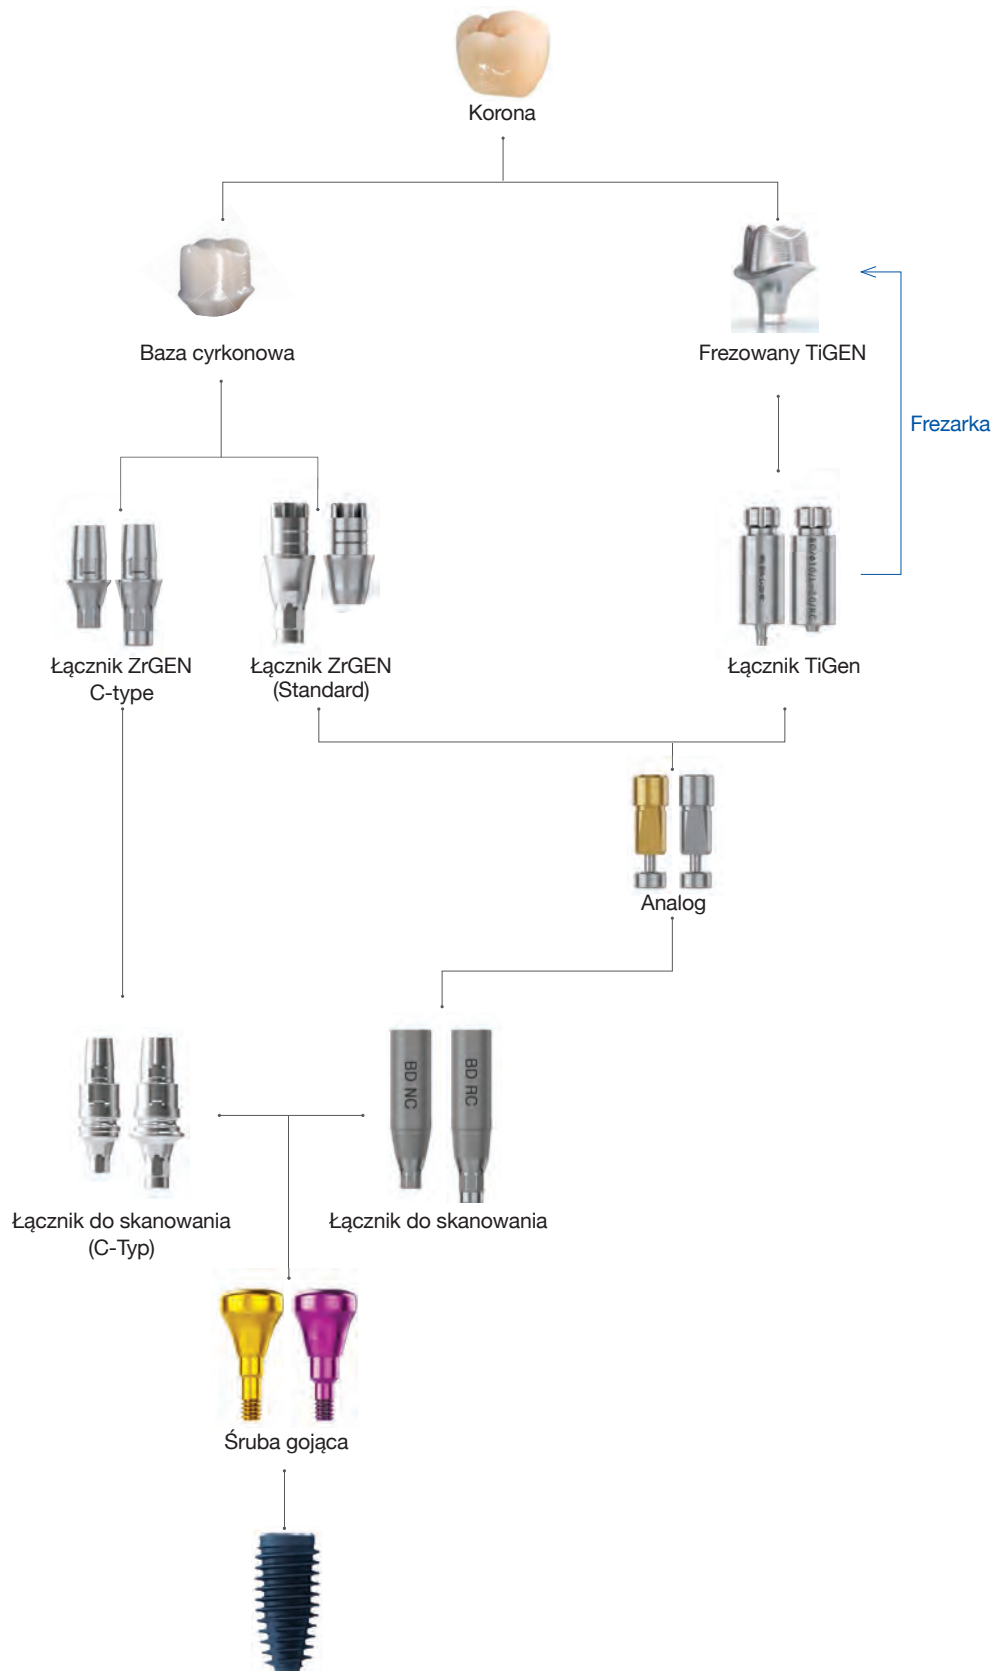 Korona
Baza cyrkonowa
Frezowany TiGEN
Frezarka
Łącznik ZrGEN
C-type
Łącznik ZrGEN
(Standard)
Łącznik TiGen
Analog
BD NC
BD RC
Łącznik do skanowania
(C-Typ)
Łącznik do skanowania
Śruba gojąca